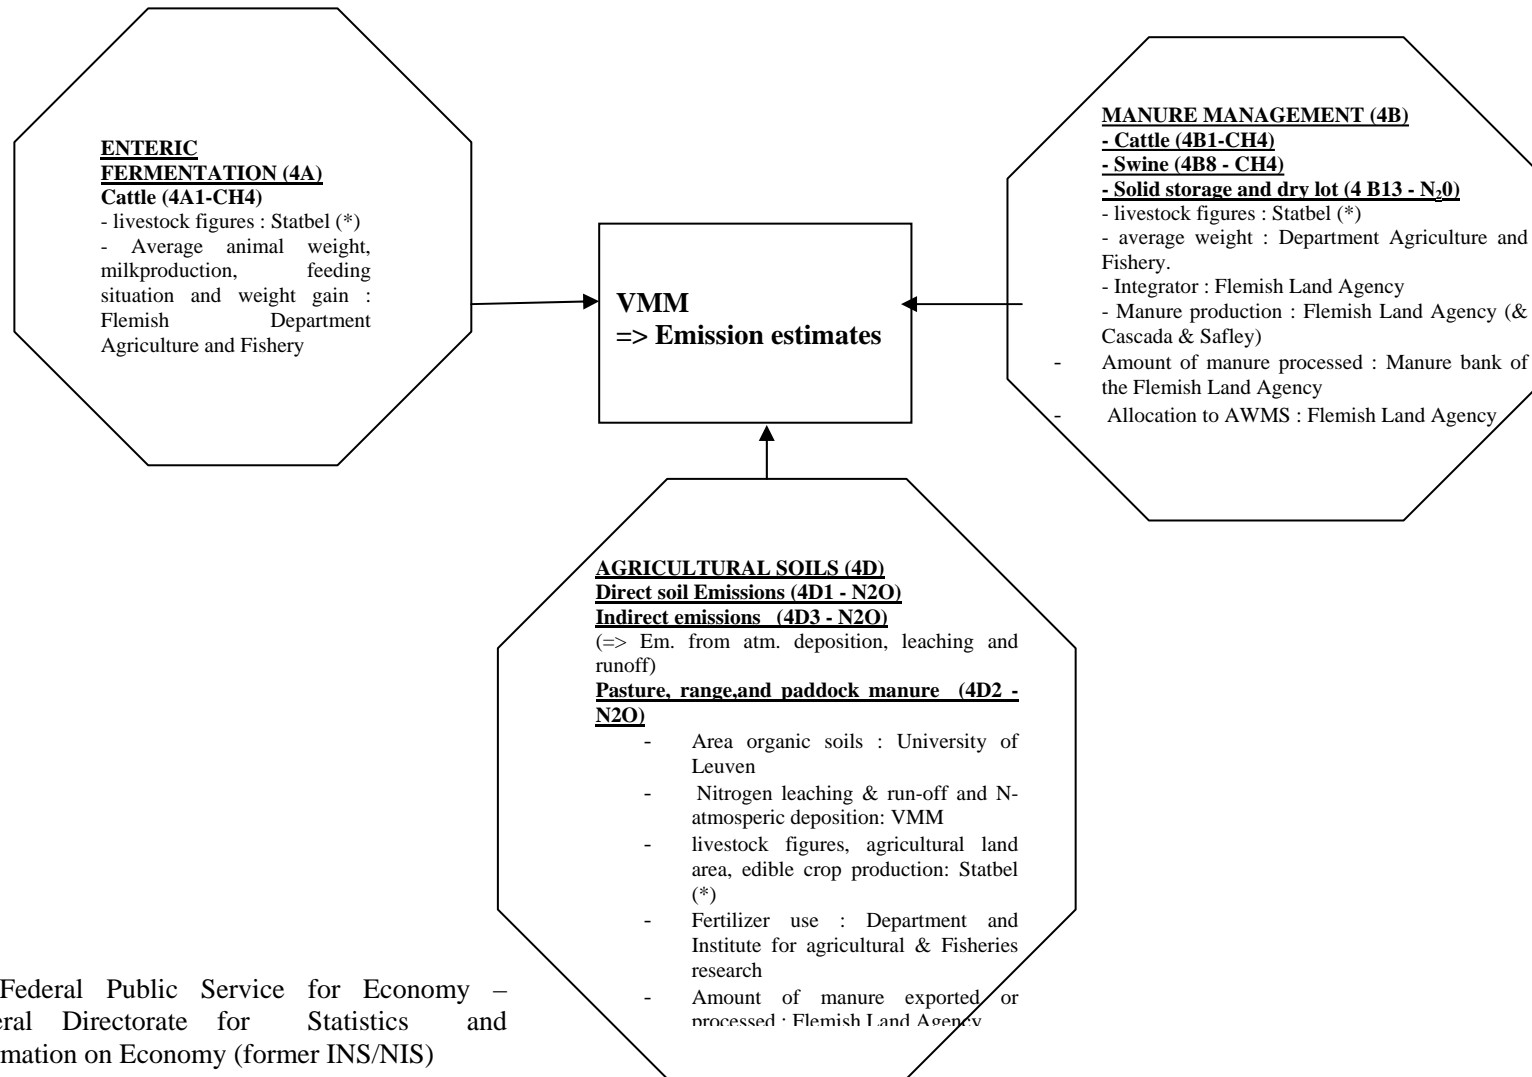 ENTERIC
FERMENTATION (4A)
Cattle (4A1-CH4)
- livestock figures : Statbel (*)
- Average animal weight,
milkproduction, feeding
situation and weight gain :
Flemish Department
Agriculture and Fishery
VMM
=> Emission estimates
MANURE MANAGEMENT (4B)
- Cattle (4B1-CH4)
- Swine (4B8 - CH4)
- Solid storage and dry lot (4 B13 - N20)
- livestock figures : Statbel (*)
- average weight : Department Agriculture and
Fishery.
- Integrator : Flemish Land Agency
- Manure production : Flemish Land Agency (&
Cascada & Safley)
- Amount of manure processed : Manure bank of
the Flemish Land Agency
- Allocation to AWMS : Flemish Land Agency
AGRICULTURAL SOILS (4D)
Direct soil Emissions (4D1 - N2O)
Indirect emissions (4D3 - N2O)
(=> Em. from atm. deposition, leaching and
runoff)
Pasture, range,and paddock manure (4D2 -
N2O)
- Area organic soils : University of
Leuven
- Nitrogen leaching & run-off and N-
atmosperic deposition: VMM
- livestock figures, agricultural land
area, edible crop production: Statbel
(*)
- Fertilizer use : Department and
Institute for agricultural & Fisheries
research
- Amount of manure exported or
processed : Flemish Land Agency
Federal Public Service for Economy –
eral Directorate for Statistics and
mation on Economy (former INS/NIS)